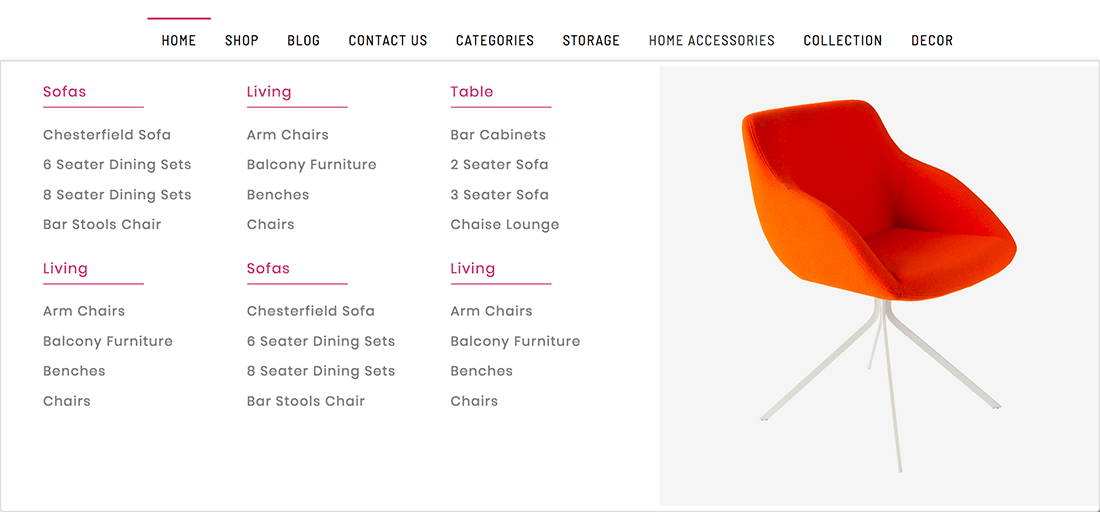 HOME SHOP BLOG CONTACT US CATEGORIES STORAGE HOME ACCESSORIES COLLECTION DECOR
Sofas
Chesterfield Sofa
6 Seater Dining Sets
8 Seater Dining Sets
Bar Stools Chair
Living
Arm Chairs
Balcony Furniture
Benches
Chairs
Table
Bar Cabinets
2 Seater Sofa
3 Seater Sofa
Chaise Lounge
Living
Arm Chairs
Balcony Furniture
Benches
Chairs
Sofas
Chesterfield Sofa
6 Seater Dining Sets
8 Seater Dining Sets
Bar Stools Chair
Living
Arm Chairs
Balcony Furniture
Benches
Chairs